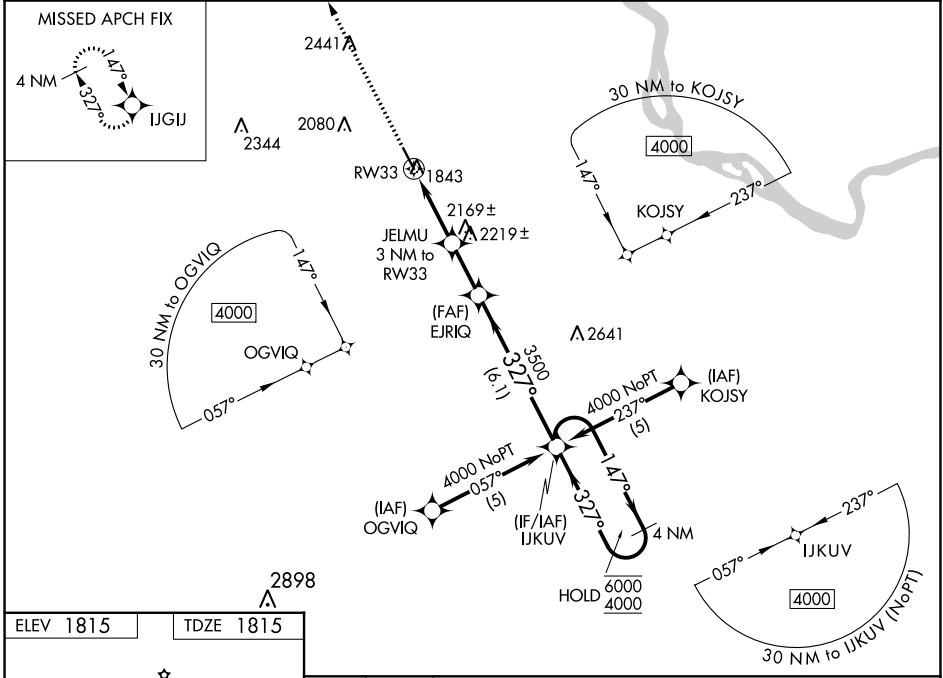 MISSED APCH FIX
4 NM
147°
327°
IJGIJ
2441
2344
2080
RW33
1843
30 NM to KOJSY
4000
147°
237°
KOJSY
2169±
2219±
JELMU
3 NM to
RW33
(FAF)
EJRIQ
30 NM to OGVIQ
4000
147°
OGVIQ
057°
2641
3500
327°
(6.1)
4000 NoPT
237°
(5)
(IAF)
KOJSY
4000 NoPT
057°
(5)
(IAF)
OGVIQ
(IF/IAF)
IJKUV
147°
327°
4 NM
HOLD
6000
4000
237°
057°
IJKUV
4000
30 NM to IJKUV (NoPT)
2898
ELEV 1815
TDZE 1815